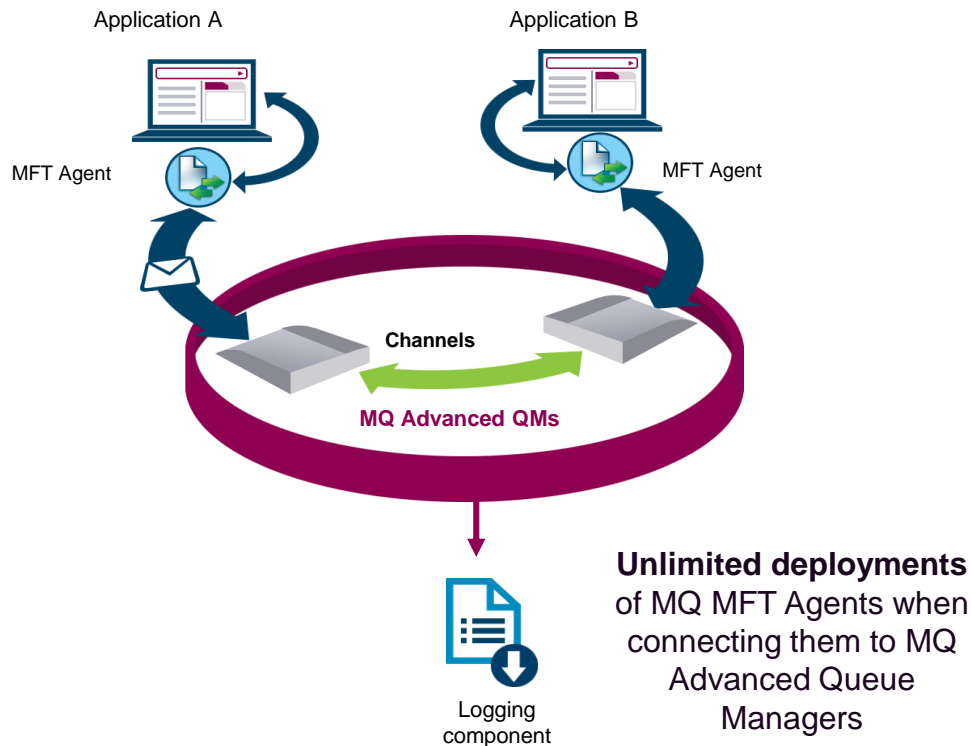 Application A
Application B
MFT Agent
MFT Agent
Channels
MQ Advanced QMs
Unlimited deployments
of MQ MFT Agents when
connecting them to MQ
Advanced Queue
Managers
Logging
component